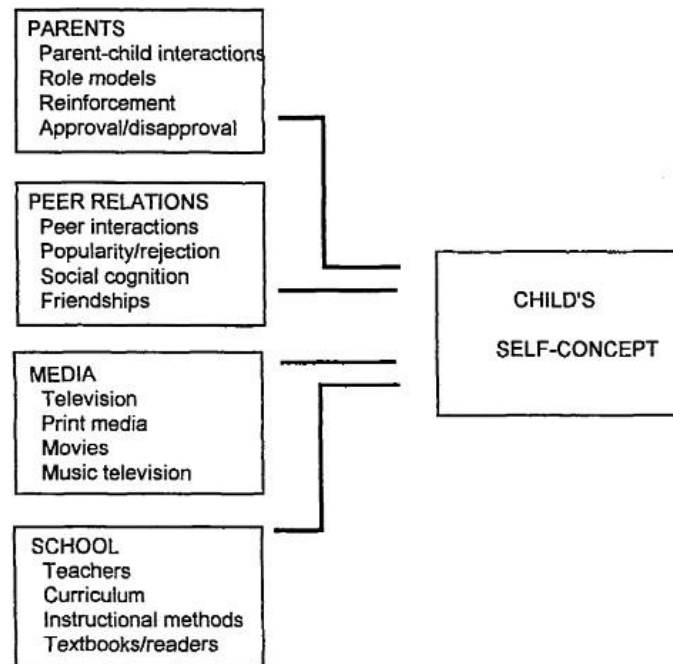 PARENTS
Parent-child interactions
Role models
Reinforcement
Approval/disapproval
PEER RELATIONS
Peer interactions
Popularity/rejection
Social cognition
Friendships
CHILD'S
SELF-CONCEPT
MEDIA
Television
Print media
Movies
Music television
SCHOOL
Teachers
Curriculum
Instructional methods
Textbooks/readers